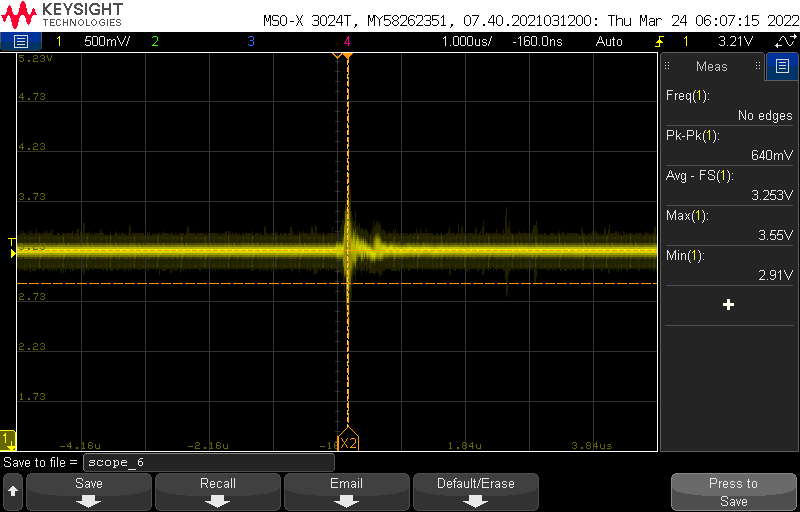 KEYSIGHT
TECHNOLOGIES
MSO-X 3024T, MY58262351, 07.40.2021031200: Thu Mar 24 06:07:15 2022
1 500mV/ 2 3 4 1.000us/ -160.0ns Auto 1 3.21V
5.23V
4.73
4.23
3.73
T
3.23
2.73
2.23
1.73
1
-4.16u -2.16u X2 1.84u 3.84us
Meas
Freq(1):
No edges
Pk-Pk(1):
640mV
Avg - FS(1):
3.253V
Max(1):
3.55V
Min(1):
2.91V
Save to file = scope_6
Save Recall Email Default/Erase Press to
Save